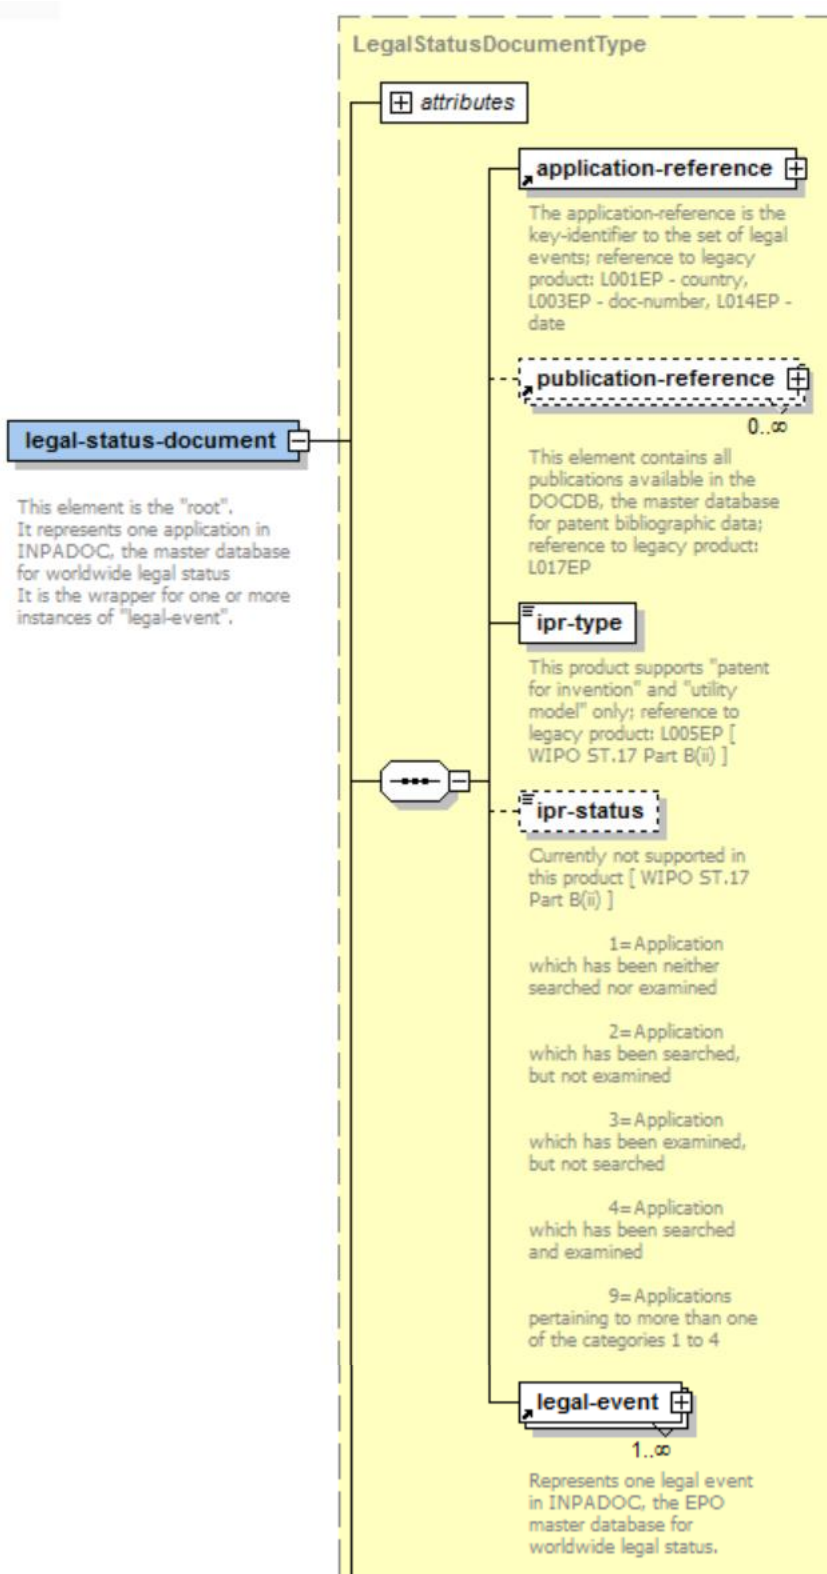 LegalStatusDocumentType
attributes
application-reference
The application-reference is the
key-identifier to the set of legal
events; reference to legacy
product: L001EP - country,
L003EP - doc-number, L014EP -
date
publication-reference
0..∞
This element contains all
publications available in the
DOCDB, the master database
for patent bibliographic data;
reference to legacy product:
L017EP
legal-status-document
This element is the "root".
It represents one application in
INPADOC, the master database
for worldwide legal status
It is the wrapper for one or more
instances of "legal-event".
ipr-type
This product supports "patent
for invention" and "utility
model" only; reference to
legacy product: L005EP [
WIPO ST.17 Part B(ii) ]
ipr-status
Currently not supported in
this product [ WIPO ST.17
Part B(ii) ]
1=Application
which has been neither
searched nor examined
2=Application
which has been searched,
but not examined
3=Application
which has been examined,
but not searched
4=Application
which has been searched
and examined
9=Applications
pertaining to more than one
of the categories 1 to 4
legal-event
1..∞
Represents one legal event
in INPADOC, the EPO
master database for
worldwide legal status.